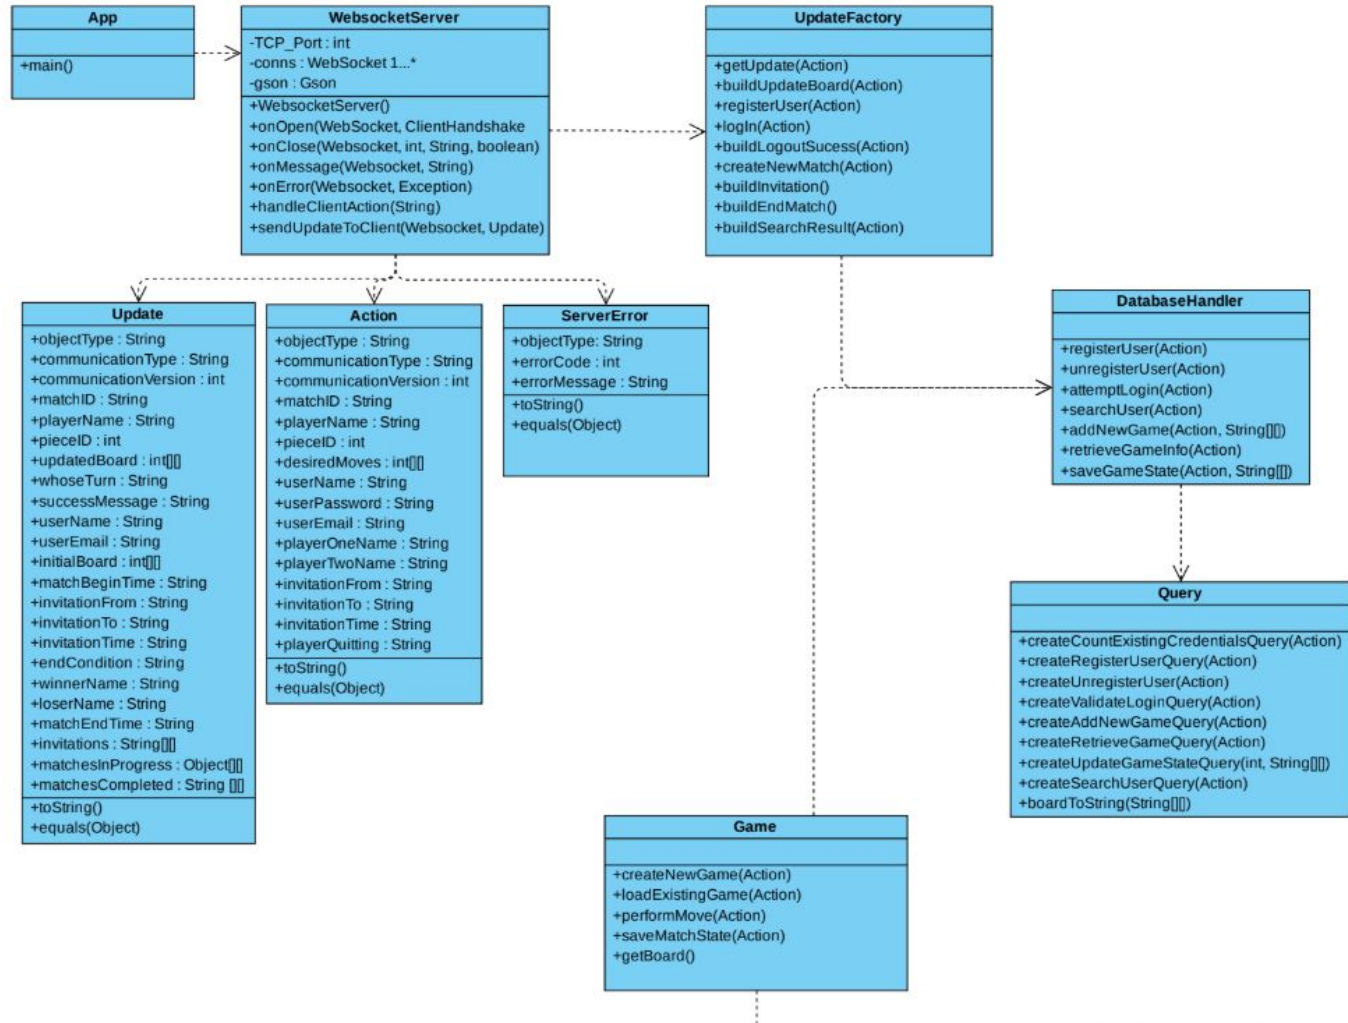 App
+main()
WebsocketServer
-TCP_Port : int
-conns : WebSocket 1...*
-gson : Gson
+WebsocketServer()
+onOpen(WebSocket, ClientHandshake
+onClose(Websocket, int, String, boolean)
+onMessage(Websocket, String)
+onError(Websocket, Exception)
+handleClientAction(String)
+sendUpdateToClient(Websocket, Update)
UpdateFactory
+getUpdate(Action)
+buildUpdateBoard(Action)
+registerUser(Action)
+logIn(Action)
+buildLogoutSucess(Action)
+createNewMatch(Action)
+buildInvitation()
+buildEndMatch()
+buildSearchResult(Action)
Update
+objectType : String
+communicationType : String
+communicationVersion : int
+matchID : String
+playerName : String
+pieceID : int
+updatedBoard : int[][]
+whoseTurn : String
+successMessage : String
+userName : String
+userEmail : String
+initialBoard : int[][]
+matchBeginTime : String
+invitationFrom : String
+invitationTo : String
+invitationTime : String
+endCondition : String
+winnerName : String
+loserName : String
+matchEndTime : String
+invitations : String[][]
+matchesInProgress : Object[][]
+matchesCompleted : String [][]
+toString()
+equals(Object)
Action
+objectType : String
+communicationType : String
+communicationVersion : int
+matchID : String
+playerName : String
+pieceID : int
+desiredMoves : int[][]
+userName : String
+userPassword : String
+userEmail : String
+playerOneName : String
+playerTwoName : String
+invitationFrom : String
+invitationTo : String
+invitationTime : String
+playerQuitting : String
+toString()
+equals(Object)
ServerError
+objectType: String
+errorCode : int
+errorMessage : String
+toString()
+equals(Object)
DatabaseHandler
+registerUser(Action)
+unregisterUser(Action)
+attemptLogin(Action)
+searchUser(Action)
+addNewGame(Action, String[][])
+retrieveGameInfo(Action)
+saveGameState(Action, String[[])
Query
+createCountExistingCredentialsQuery(Action)
+createRegisterUserQuery(Action)
+createUnregisterUser(Action)
+createValidateLoginQuery(Action)
+createAddNewGameQuery(Action)
+createRetrieveGameQuery(Action)
+createUpdateGameStateQuery(int, String[][])
+createSearchUserQuery(Action)
+boardToString(String[][])
Game
+createNewGame(Action)
+loadExistingGame(Action)
+performMove(Action)
+saveMatchState(Action)
+getBoard()